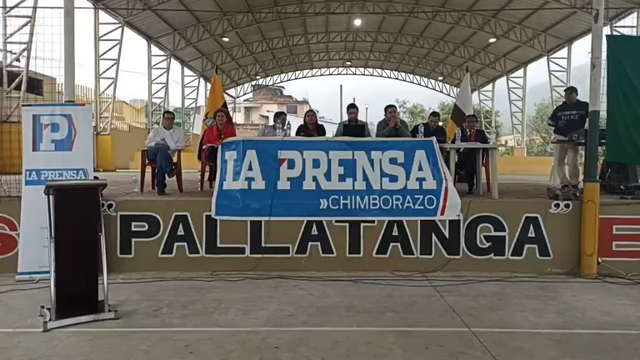 P
LA PRENSA
LA PRENSA
»CHIMBORAZO
S "PALLATANGA" E